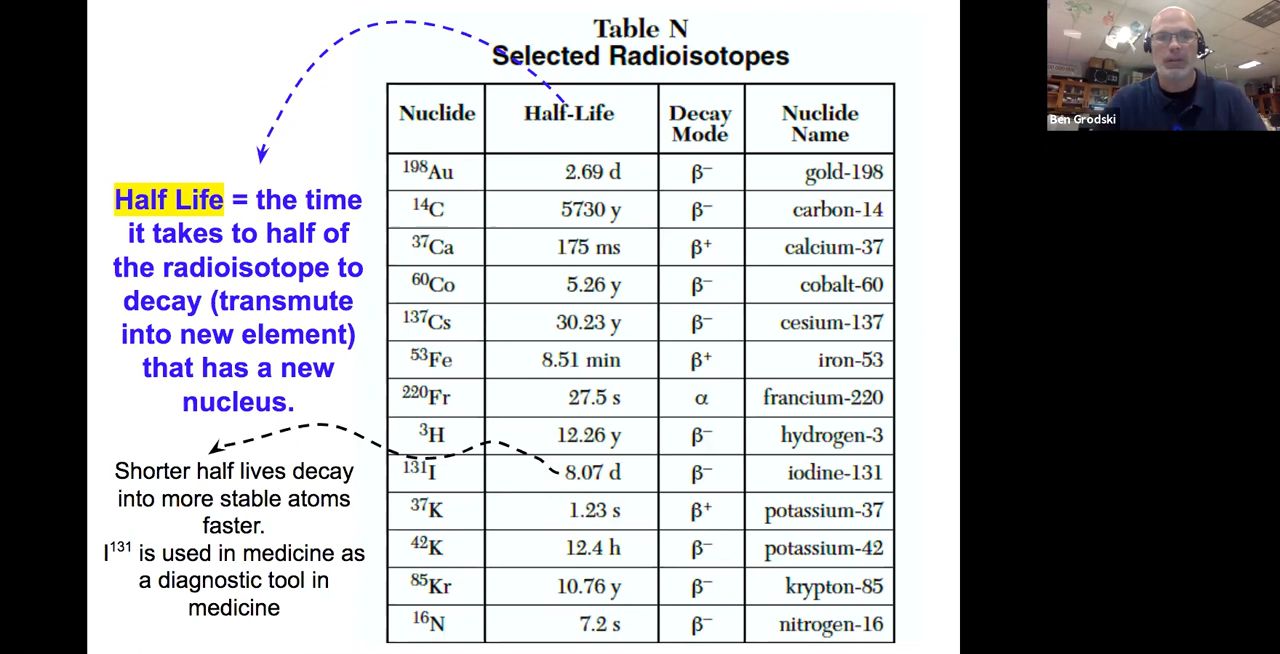 Table N
Selected Radioisotopes
Nuclide Half-Life Decay Mode Nuclide Name
198Au 2.69 d β− gold-198
14C 5730 y β− carbon-14
37Ca 175 ms β+ calcium-37
60Co 5.26 y β− cobalt-60
137Cs 30.23 y β− cesium-137
53Fe 8.51 min β+ iron-53
220Fr 27.5 s α francium-220
3H 12.26 y β− hydrogen-3
131I 8.07 d β− iodine-131
37K 1.23 s β+ potassium-37
42K 12.4 h β− potassium-42
85Kr 10.76 y β− krypton-85
16N 7.2 s β− nitrogen-16
Half Life = the time
it takes to half of
the radioisotope to
decay (transmute
into new element)
that has a new
nucleus.
Shorter half lives decay
into more stable atoms
faster.
I131 is used in medicine as
a diagnostic tool in
medicine
Ben Grodski